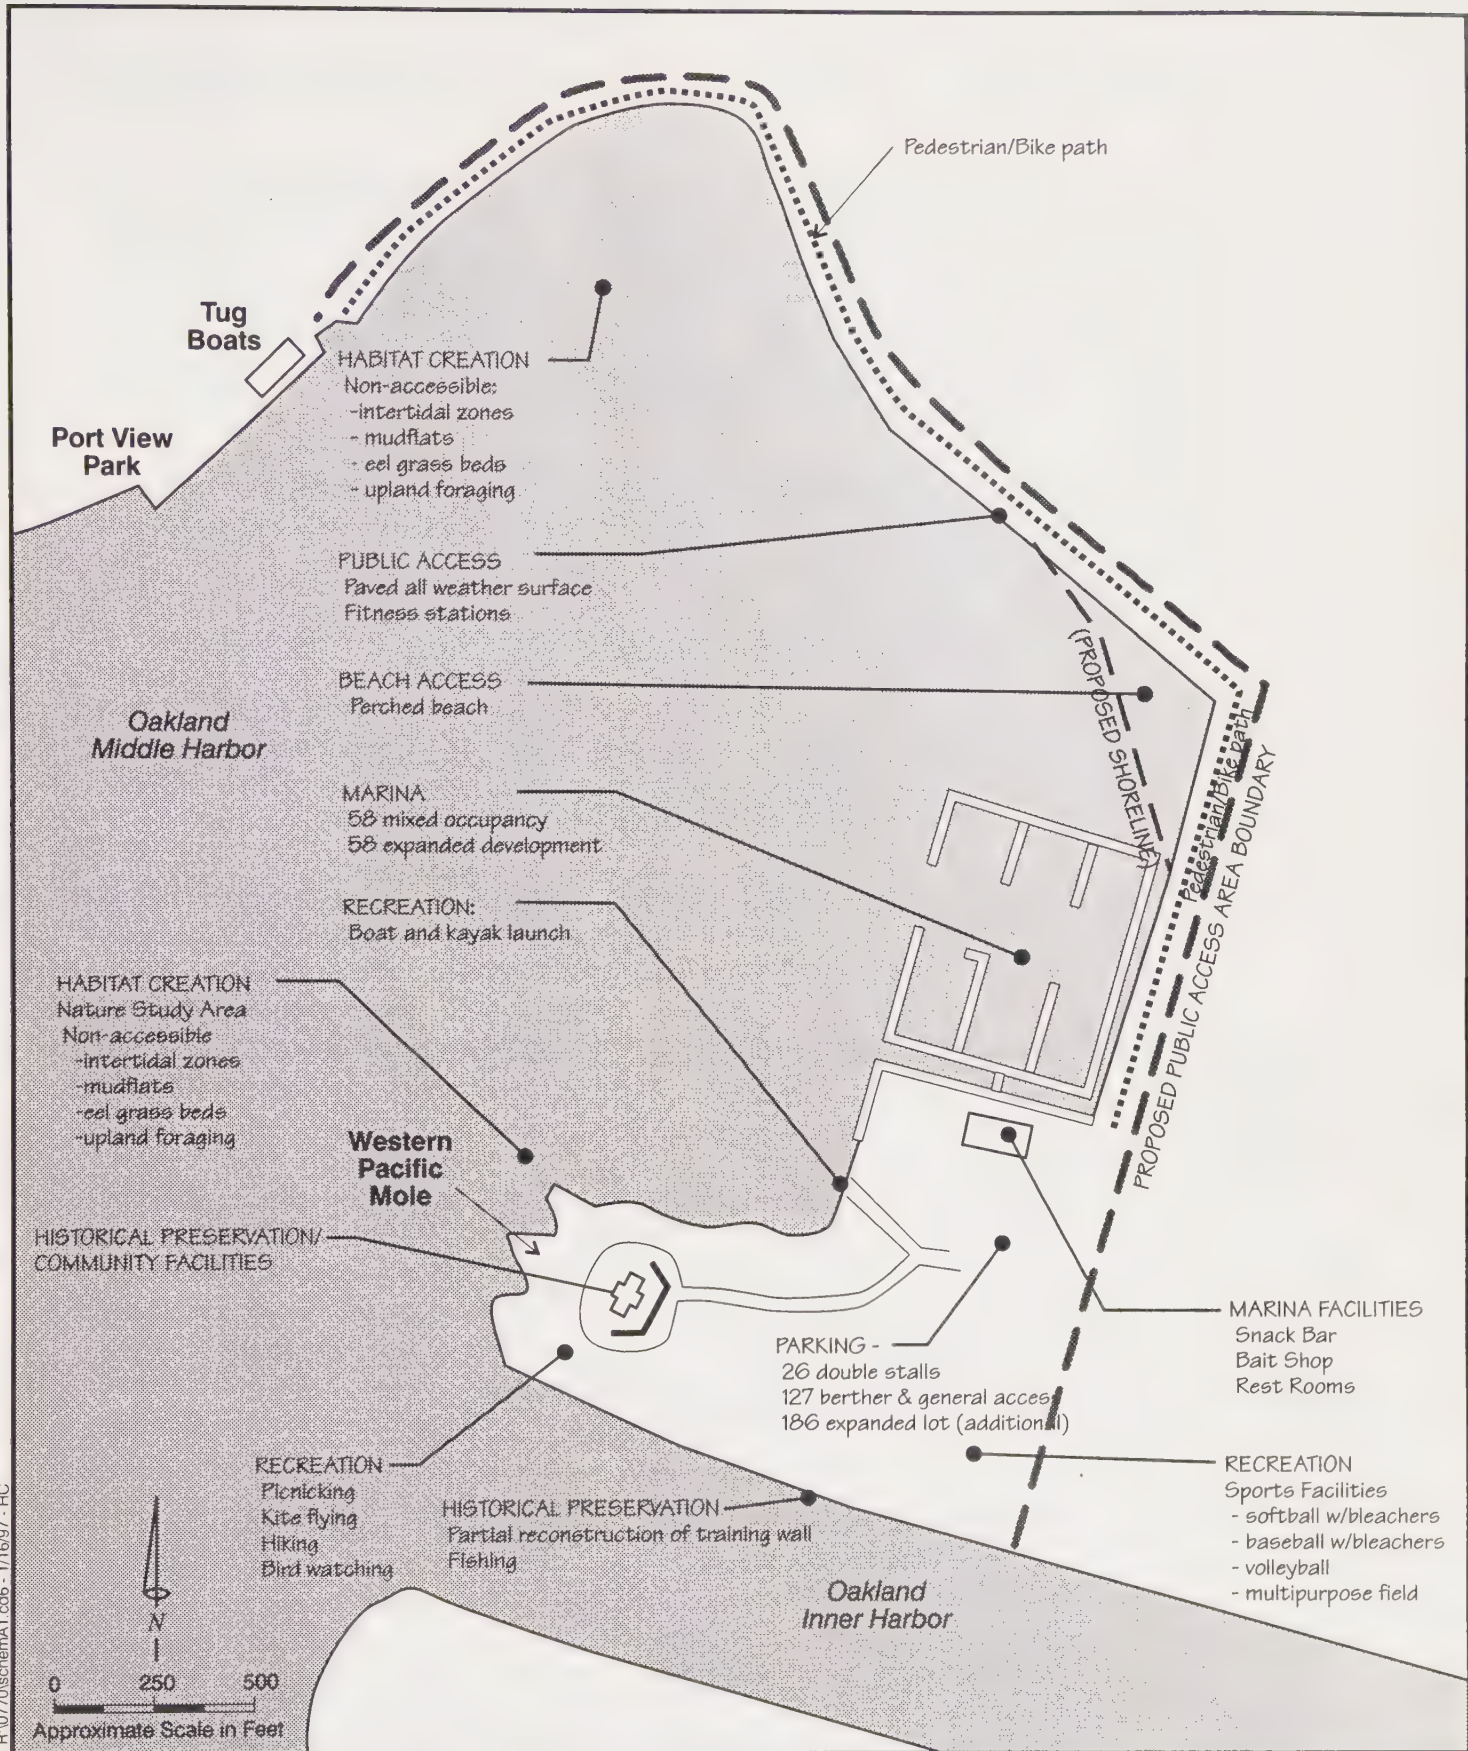 Pedestrian/Bike path
Tug
Boats
Port View
Park
HABITAT CREATION
Non-accessible:
-intertidal zones
- mudflats
- eel grass beds
- upland foraging
PUBLIC ACCESS
Paved all weather surface
Fitness stations
BEACH ACCESS
Perched beach
(PROPOSED SHORELINE)
Oakland
Middle Harbor
Pedestrian/Bike path
PROPOSED PUBLIC ACCESS AREA BOUNDARY
MARINA
58 mixed occupancy
58 expanded development
RECREATION:
Boat and kayak launch
HABITAT CREATION
Nature Study Area
Non-accessible
-intertidal zones
-mudflats
-eel grass beds
-upland foraging
Western
Pacific
Mole
HISTORICAL PRESERVATION/
COMMUNITY FACILITIES
MARINA FACILITIES
Snack Bar
Bait Shop
Rest Rooms
PARKING -
26 double stalls
127 berther & general access
186 expanded lot (additional)
RECREATION
Picnicking
Kite flying
Hiking
Bird watching
HISTORICAL PRESERVATION
Partial reconstruction of training wall
Fishing
RECREATION
Sports Facilities
- softball w/bleachers
- baseball w/bleachers
- volleyball
- multipurpose field
Oakland
Inner Harbor
N
0 250 500
Approximate Scale in Feet
- 1/16/97 - HC